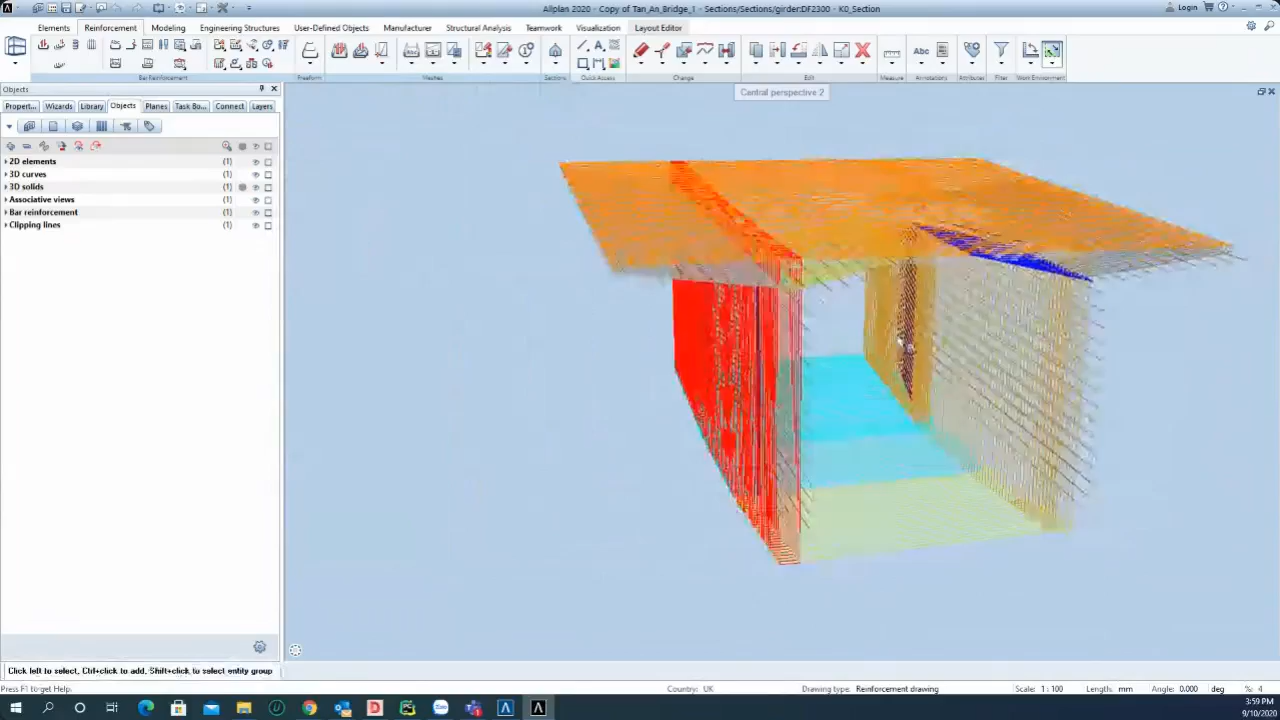 Allplan 2020 - Copy of Tan_An_Bridge_1 - Sections/Sections/girder:DF2300 - K0_Section
Login
Elements Reinforcement Modeling Engineering Structures User-Defined Objects Manufacturer Structural Analysis Teamwork Visualization Layout Editor
Abc
Bar Reinforcement Freeform Meshes Sections Quick Access Change Edit Measure Annotations Attributes Filter Work Environment
Objects
Central perspective 2
Propert... Wizards Library Objects Planes Task Bo... Connect Layers
2D elements (1)
3D curves (1)
3D solids (1)
Associative views (1)
Bar reinforcement (1)
Clipping lines (1)
Click left to select, Ctrl+click to add, Shift+click to select entity group
Press F1 to get Help. Country: UK Drawing type: Reinforcement drawing Scale: 1 : 100 Length: mm Angle: 0.000 deg %: 4
3:59 PM
9/10/2020